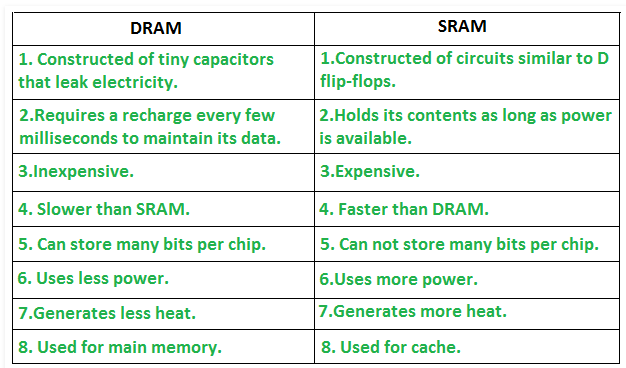 DRAM
SRAM
1. Constructed of tiny capacitors
that leak electricity.
1.Constructed of circuits similar to D
flip-flops.
2.Requires a recharge every few
milliseconds to maintain its data.
2.Holds its contents as long as power
is available.
3.Inexpensive.
3.Expensive.
4. Slower than SRAM.
4. Faster than DRAM.
5. Can store many bits per chip.
5. Can not store many bits per chip.
6. Uses less power.
6.Uses more power.
7.Generates less heat.
7.Generates more heat.
8. Used for main memory.
8. Used for cache.